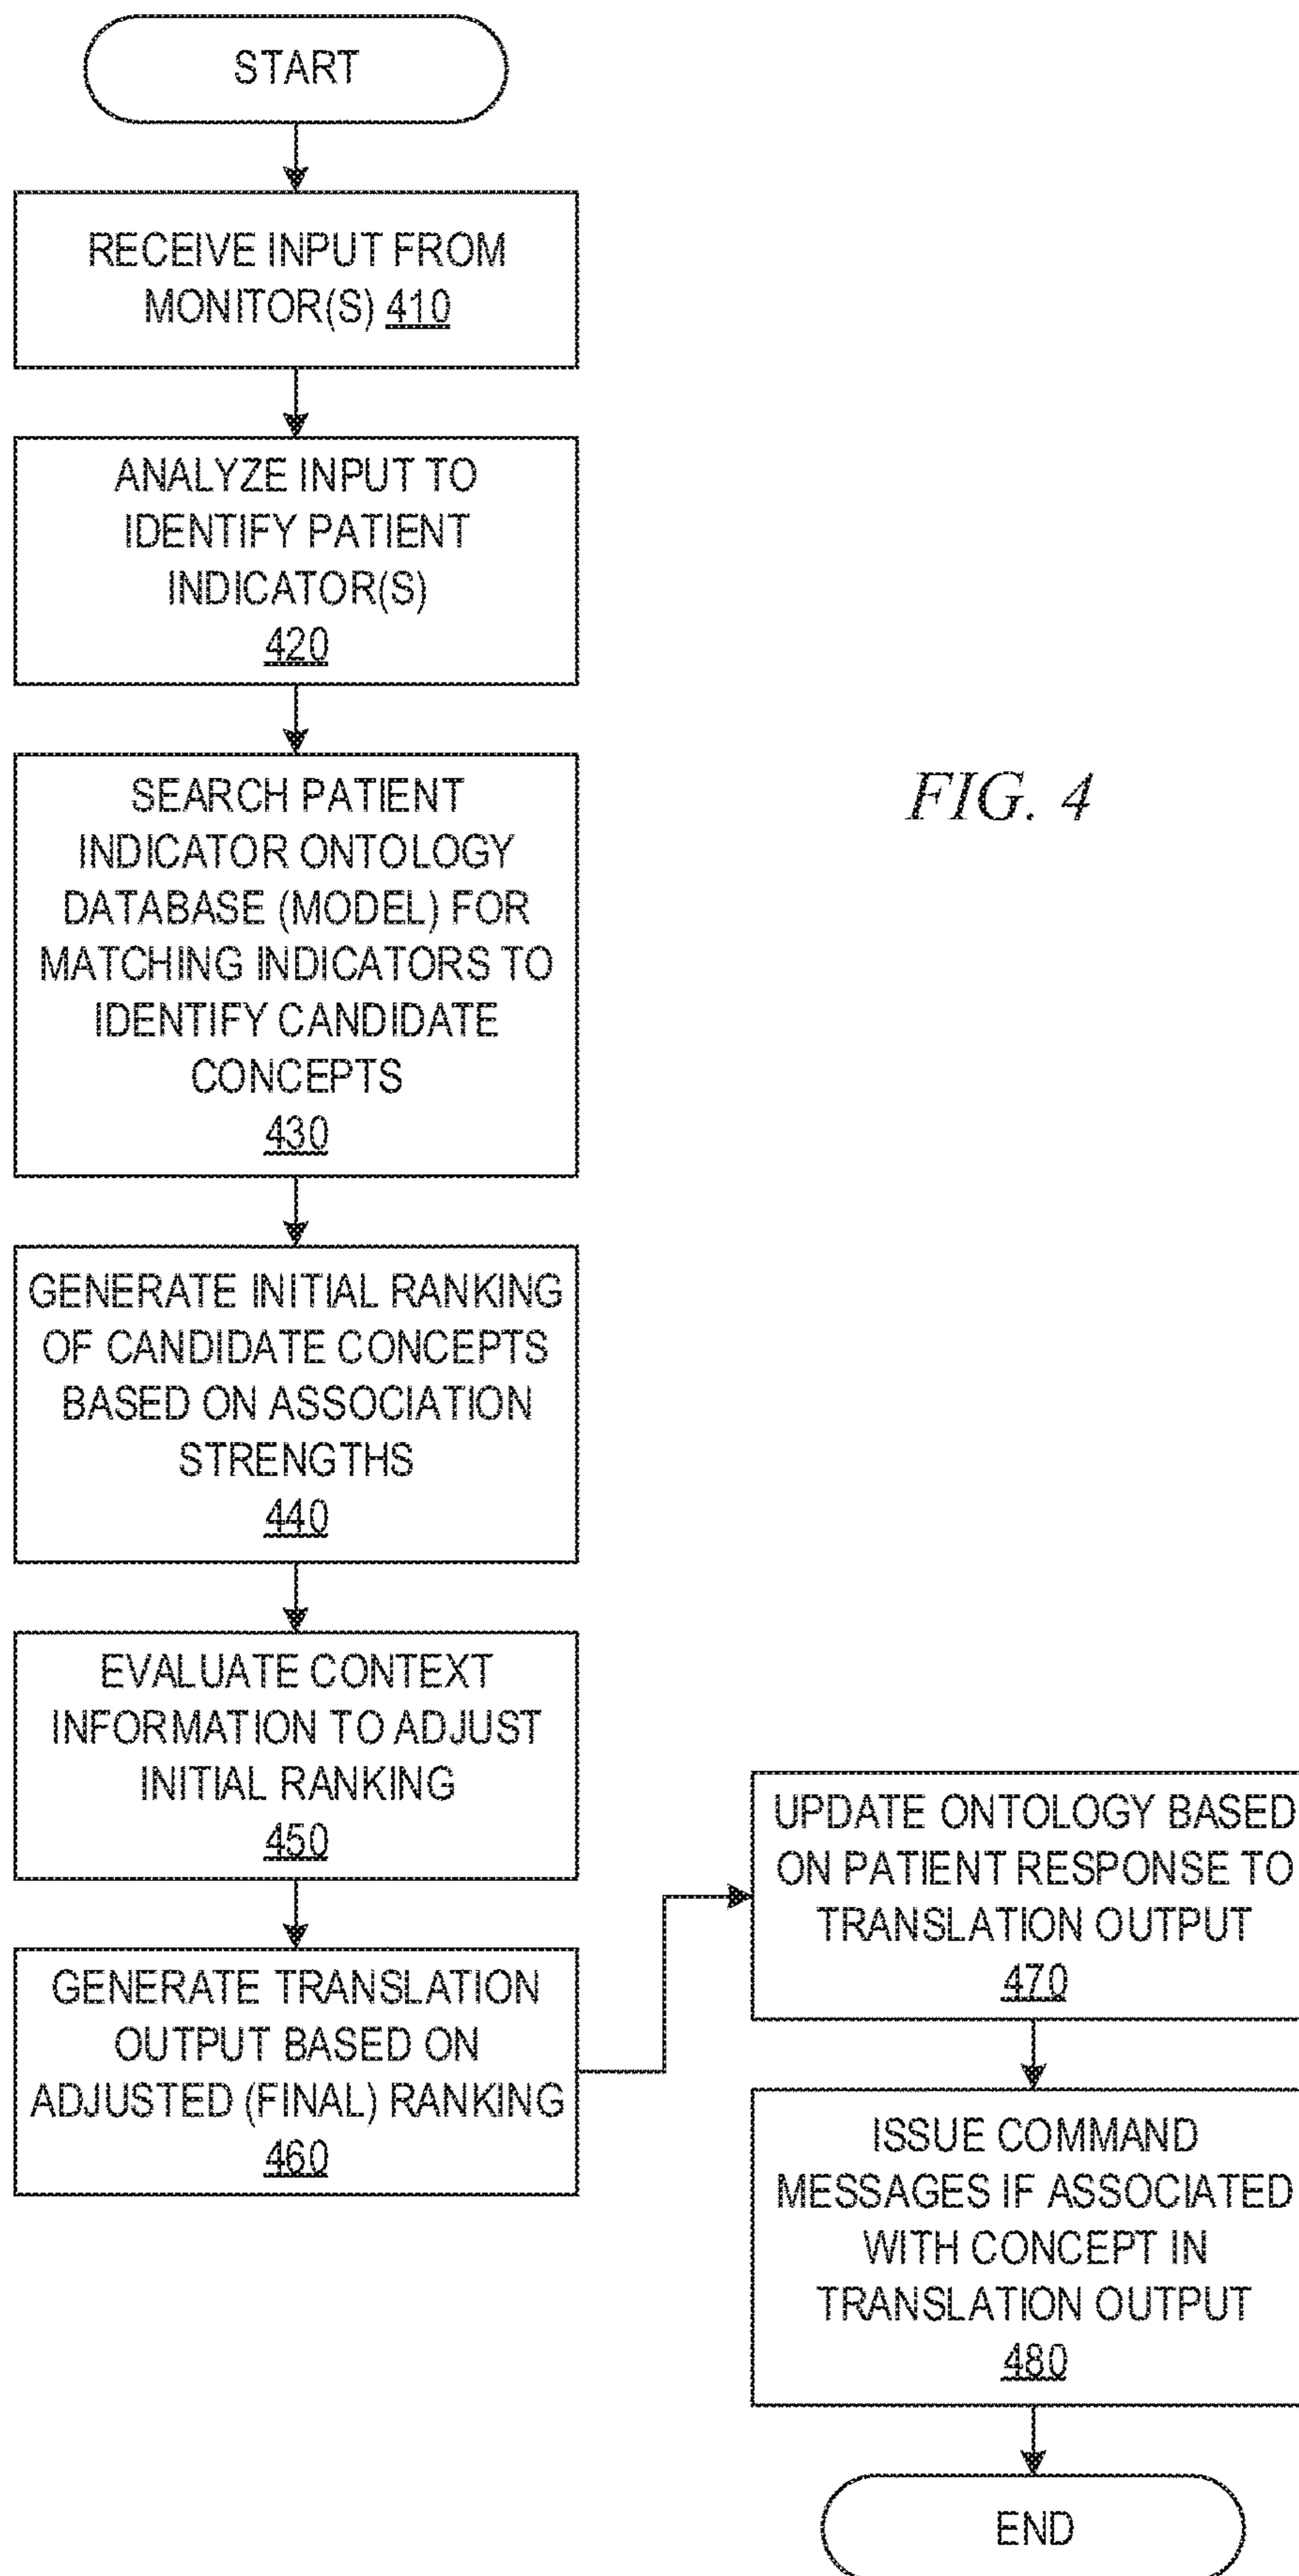 START
RECEIVE INPUT FROM
MONITOR(S) 410
ANALYZE INPUT TO
IDENTIFY PATIENT
INDICATOR(S)
420
SEARCH PATIENT
INDICATOR ONTOLOGY
DATABASE (MODEL) FOR
MATCHING INDICATORS TO
IDENTIFY CANDIDATE
CONCEPTS
430
FIG. 4
GENERATE INITIAL RANKING
OF CANDIDATE CONCEPTS
BASED ON ASSOCIATION
STRENGTHS
440
EVALUATE CONTEXT
INFORMATION TO ADJUST
INITIAL RANKING
450
GENERATE TRANSLATION
OUTPUT BASED ON
ADJUSTED (FINAL) RANKING
460
UPDATE ONTOLOGY BASED
ON PATIENT RESPONSE TO
TRANSLATION OUTPUT
470
ISSUE COMMAND
MESSAGES IF ASSOCIATED
WITH CONCEPT IN
TRANSLATION OUTPUT
480
END